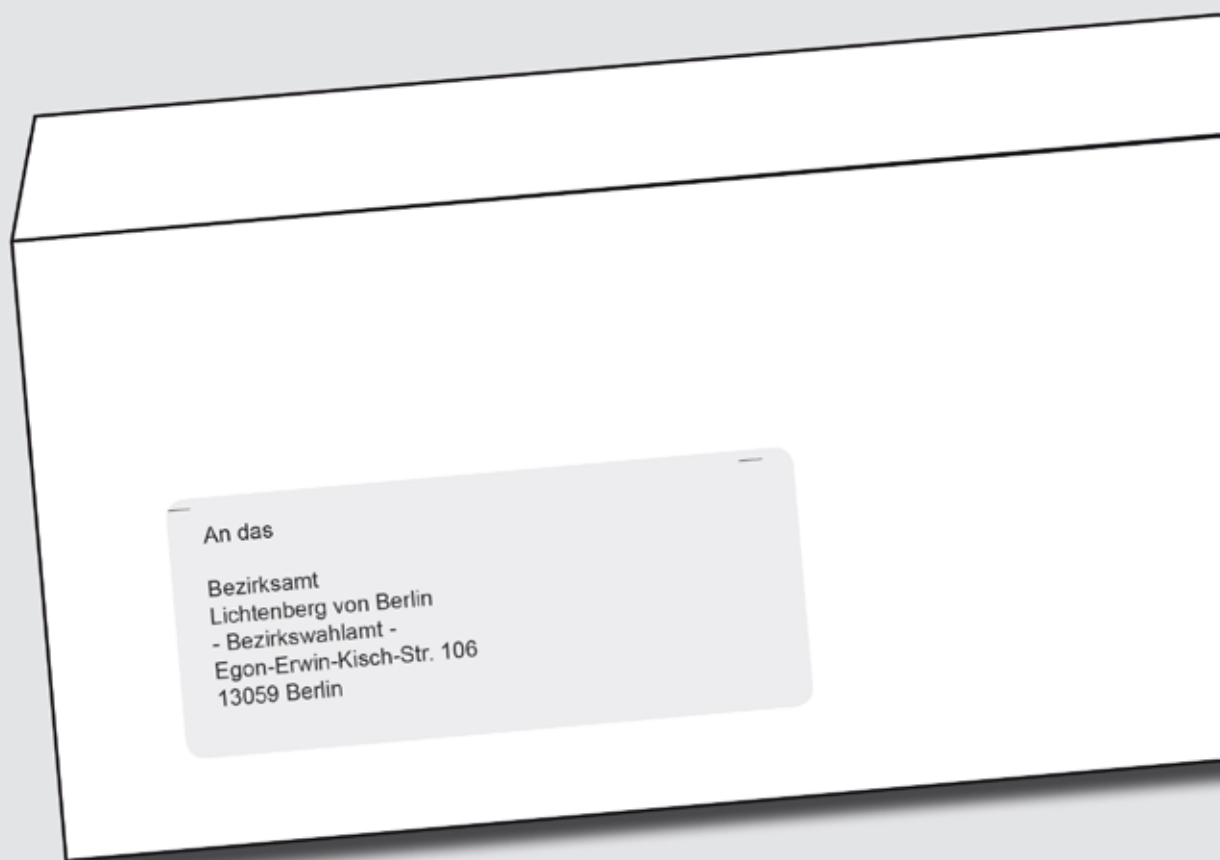 An das
Bezirksamt
Lichtenberg von Berlin
- Bezirkswahlamt -
Egon-Erwin-Kisch-Str. 106
13059 Berlin